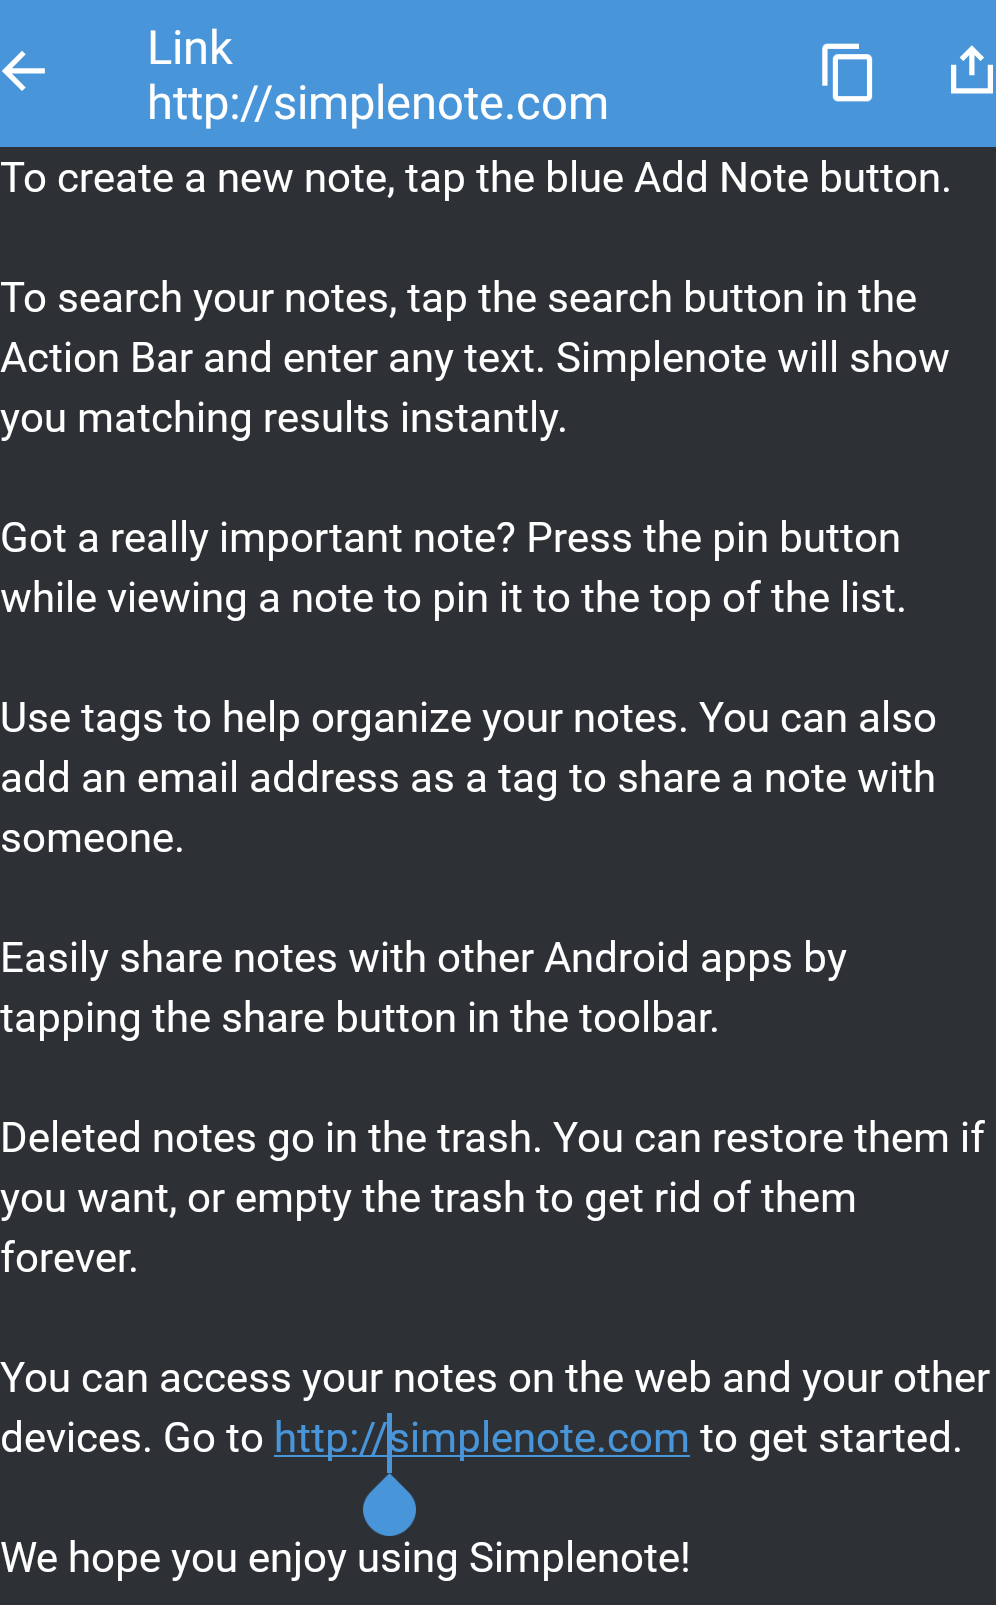 Link
http://simplenote.com
To create a new note, tap the blue Add Note button.
To search your notes, tap the search button in the
Action Bar and enter any text. Simplenote will show
you matching results instantly.
Got a really important note? Press the pin button
while viewing a note to pin it to the top of the list.
Use tags to help organize your notes. You can also
add an email address as a tag to share a note with
someone.
Easily share notes with other Android apps by
tapping the share button in the toolbar.
Deleted notes go in the trash. You can restore them if
you want, or empty the trash to get rid of them
forever.
You can access your notes on the web and your other
devices. Go to http://simplenote.com to get started.
We hope you enjoy using Simplenote!